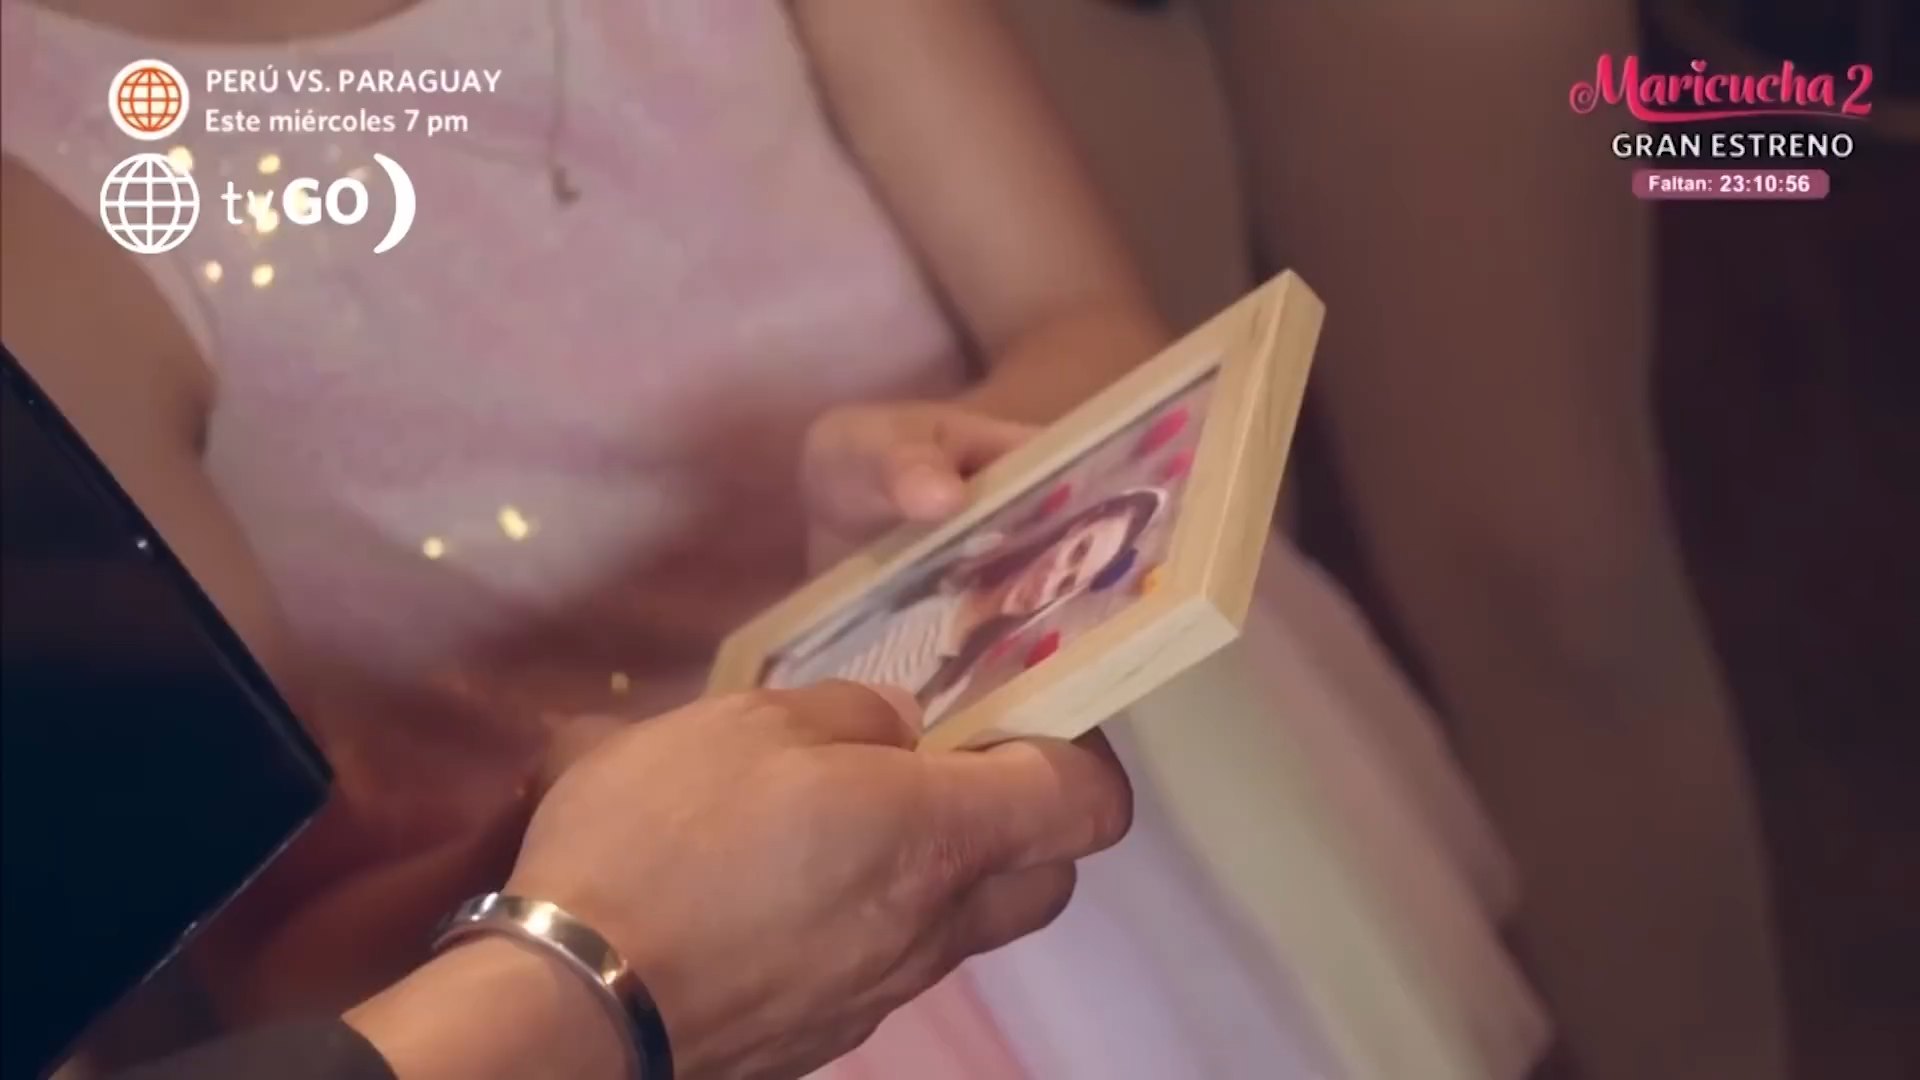 PERÚ VS. PARAGUAY
Este miércoles 7 pm
tvGO
Maricucha 2
GRAN ESTRENO
Faltan: 23:10:56